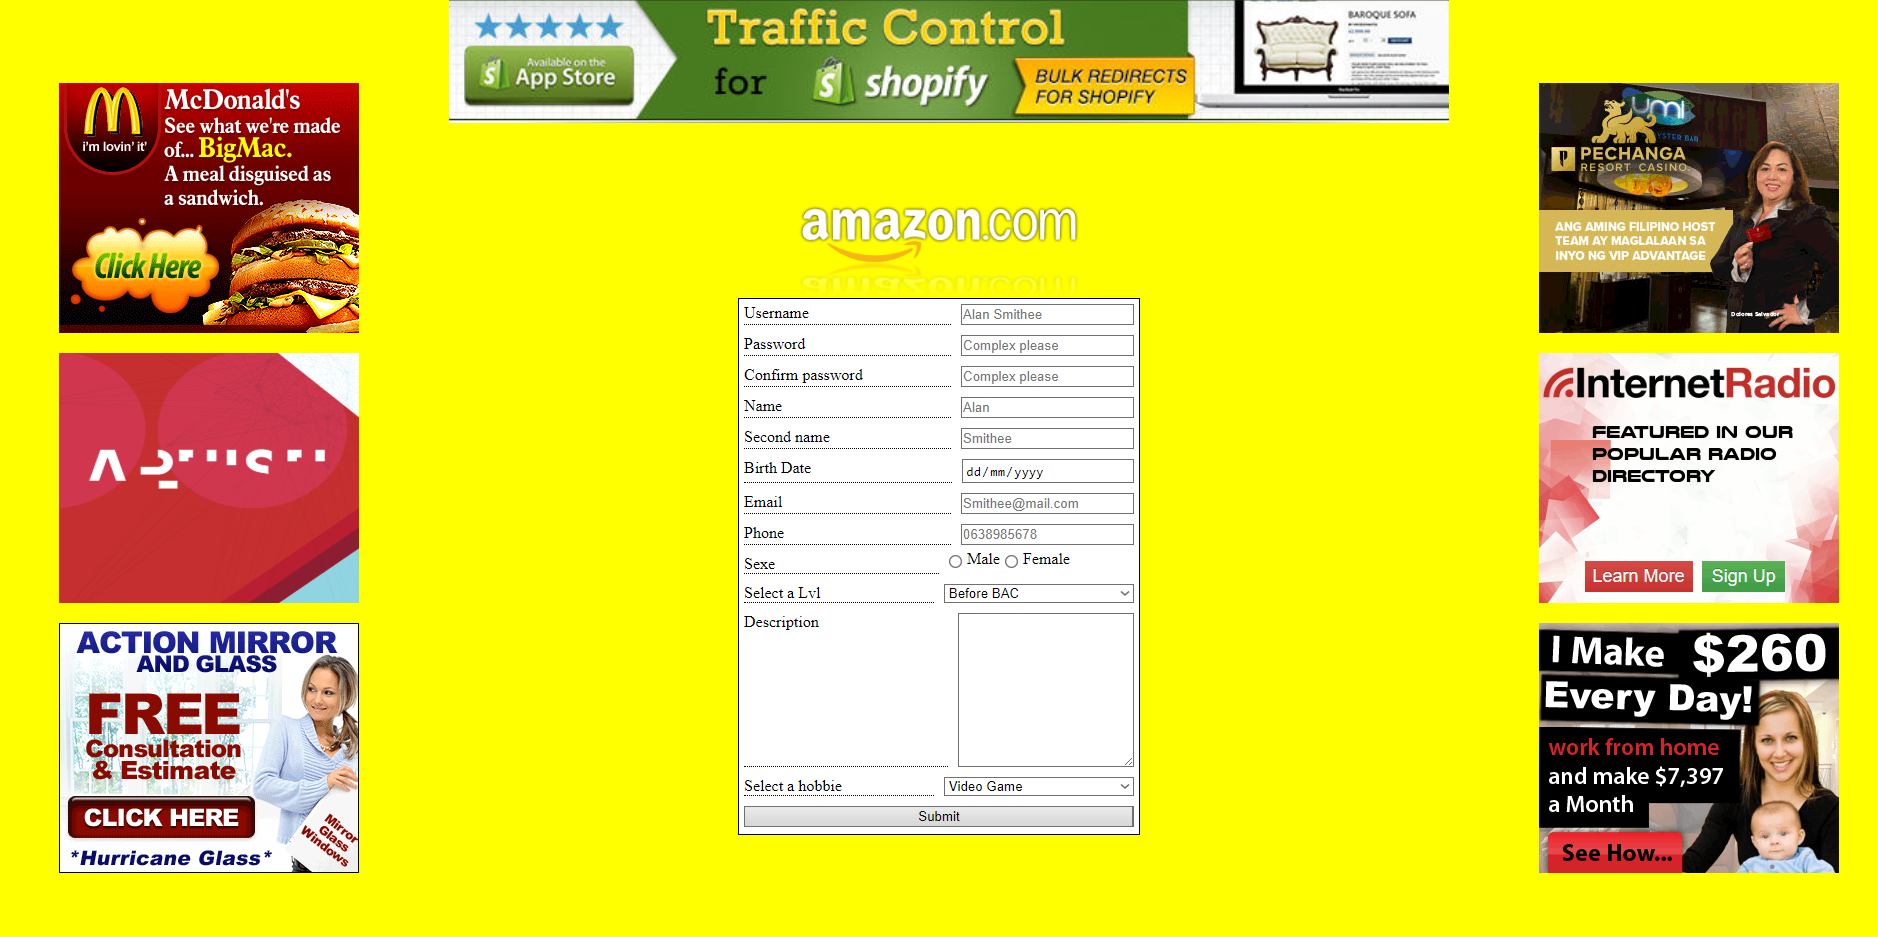 Traffic Control
Available on the
App Store
for shopify
BULK REDIRECTS
FOR SHOPIFY
BAROQUE SOFA
McDonald's
See what we're made
of... BigMac.
A meal disguised as
a sandwich.
i'm lovin' it'
Click Here
ACTION MIRROR
AND GLASS
FREE
Consultation
& Estimate
CLICK HERE
*Hurricane Glass*
Mirror
Glass
Windows
amazon.com
Username
Alan Smithee
Password
Complex please
Confirm password
Complex please
Name
Alan
Second name
Smithee
Birth Date
dd/mm/yyyy
Email
Smithee@mail.com
Phone
0638985678
Sexe
Male Female
Select a Lvl
Before BAC
Description
Select a hobbie
Video Game
Submit
umi
OYSTER BAR
PECHANGA
RESORT CASINO.
ANG AMING FILIPINO HOST
TEAM AY MAGLALAAN SA
INYO NG VIP ADVANTAGE
Dolores Salvador
InternetRadio
FEATURED IN OUR
POPULAR RADIO
DIRECTORY
Learn More
Sign Up
I Make $260
Every Day!
work from home
and make $7,397
a Month
See How...